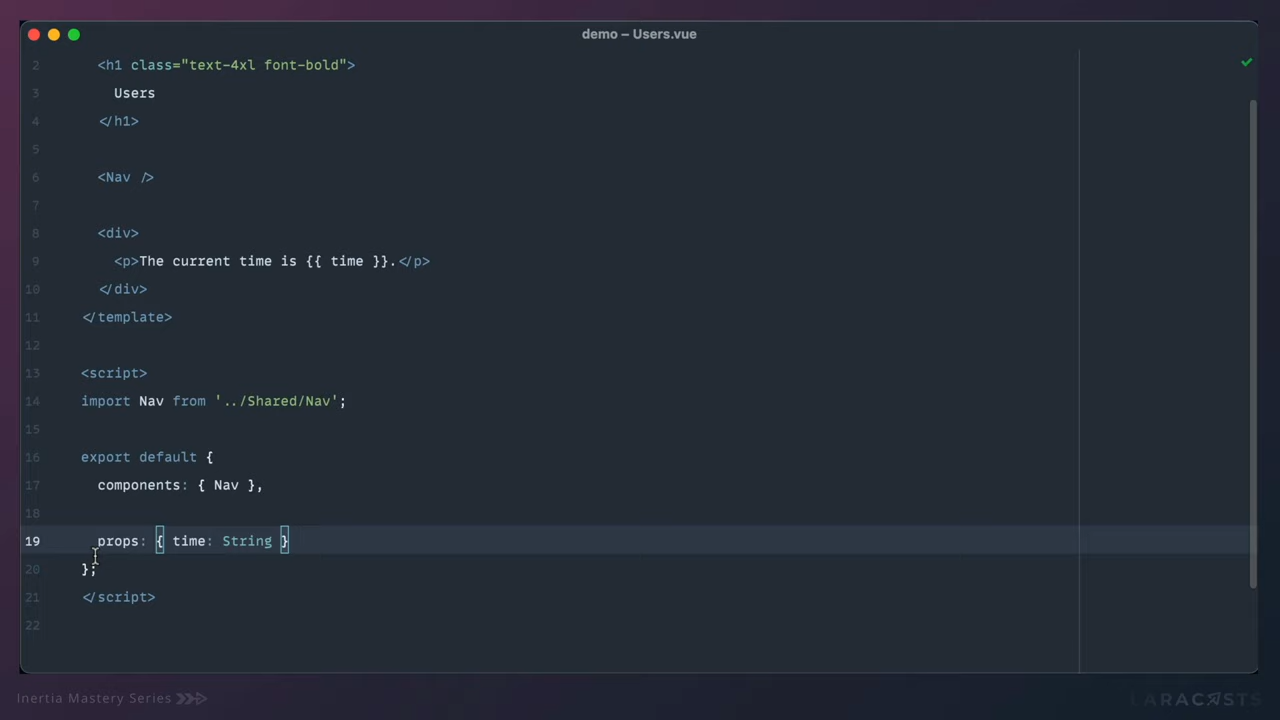 demo – Users.vue
2 <h1 class="text-4xl font-bold">
3 Users
4 </h1>
5
6 <Nav />
7
8 <div>
9 <p>The current time is {{ time }}.</p>
10 </div>
11 </template>
12
13 <script>
14 import Nav from '../Shared/Nav';
15
16 export default {
17 components: { Nav },
18
19 props: { time: String }
20 };
21 </script>
22
Inertia Mastery Series
LARACASTS